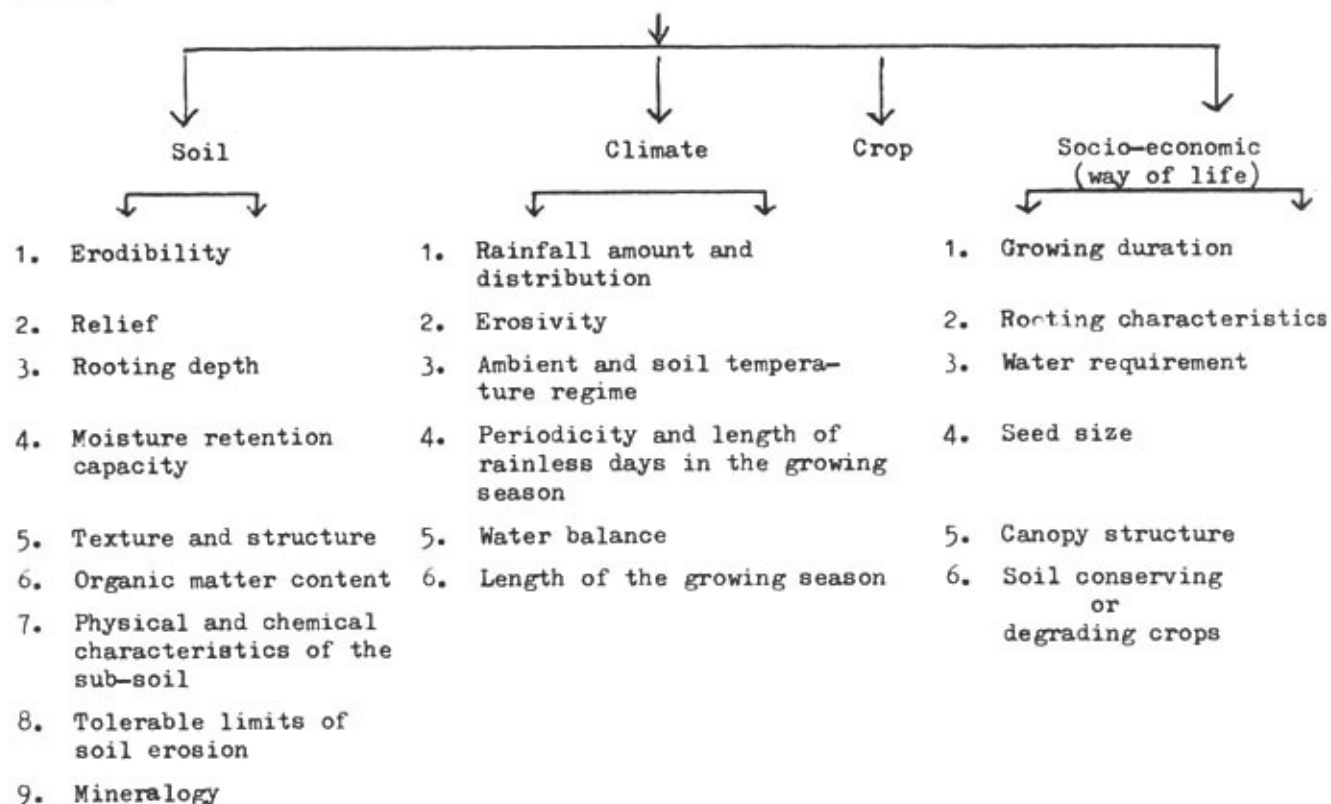 Soil
Climate
Crop
Socio-economic
(way of life)
1. Erodibility
2. Relief
3. Rooting depth
4. Moisture retention
capacity
5. Texture and structure
6. Organic matter content
7. Physical and chemical
characteristics of the
sub-soil
8. Tolerable limits of
soil erosion
9. Mineralogy
1. Rainfall amount and
distribution
2. Erosivity
3. Ambient and soil tempera-
ture regime
4. Periodicity and length of
rainless days in the growing
season
5. Water balance
6. Length of the growing season
1. Growing duration
2. Rooting characteristics
3. Water requirement
4. Seed size
5. Canopy structure
6. Soil conserving
or
degrading crops